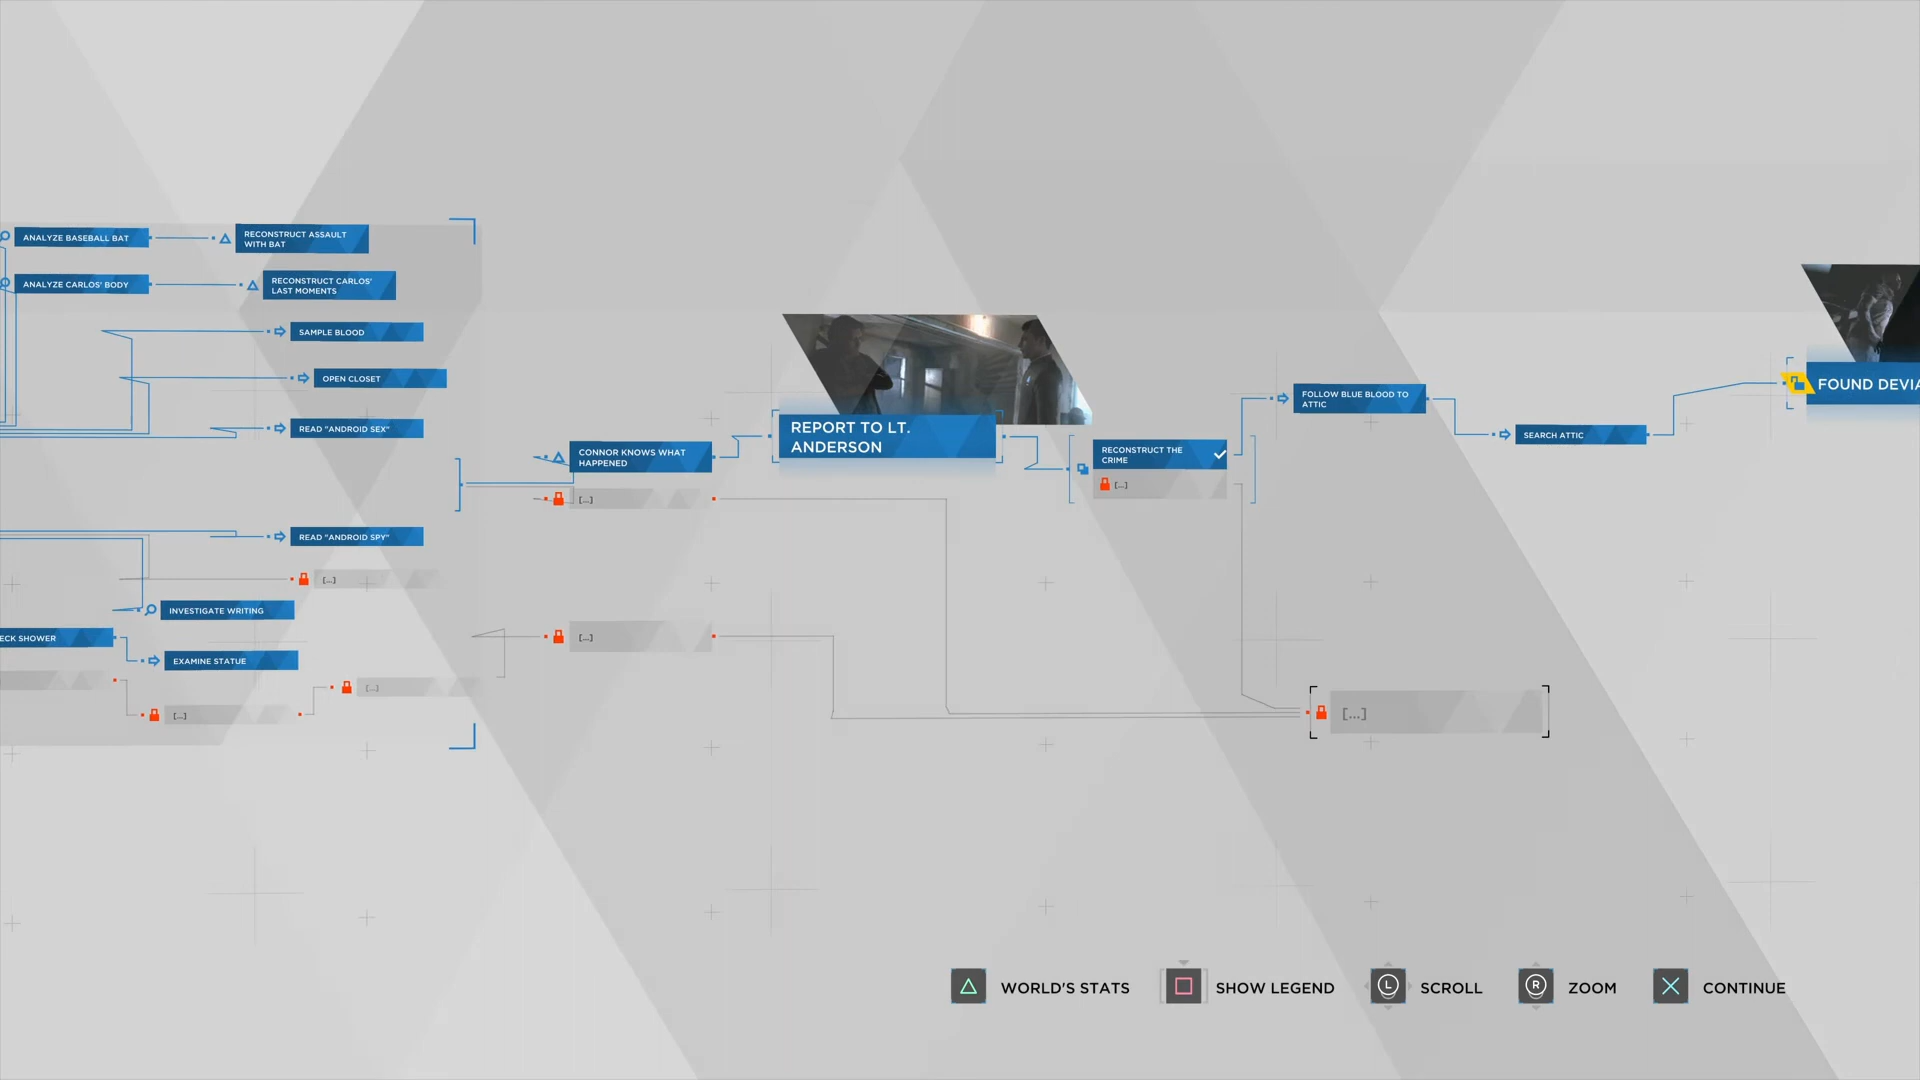 ANALYZE BASEBALL BAT
RECONSTRUCT ASSAULT
WITH BAT
ANALYZE CARLOS' BODY
RECONSTRUCT CARLOS'
LAST MOMENTS
SAMPLE BLOOD
OPEN CLOSET
READ "ANDROID SEX"
CONNOR KNOWS WHAT
HAPPENED
[...]
REPORT TO LT.
ANDERSON
RECONSTRUCT THE
CRIME
[...]
FOLLOW BLUE BLOOD TO
ATTIC
SEARCH ATTIC
FOUND DEVIA
READ "ANDROID SPY"
[...]
INVESTIGATE WRITING
ECK SHOWER
EXAMINE STATUE
[...]
[...]
[...]
[...]
WORLD'S STATS
SHOW LEGEND
L
SCROLL
R
ZOOM
CONTINUE